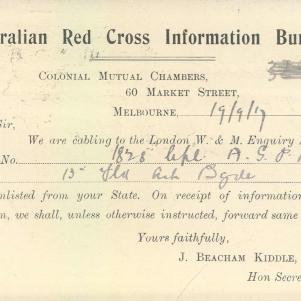 ralian Red Cross Information Bu
Colonial Mutual Chambers,
60 Market Street,
Melbourne, 19/9/17
Sir,
We are cabling to the London W. & M. Enquiry
No. 1825 Cpl A. G. P
13 Fld Art Bgde
nlisted from your State. On receipt of information
n, we shall, unless otherwise instructed, forward same
Yours faithfully,
J. Beacham Kiddle,
Hon Secre